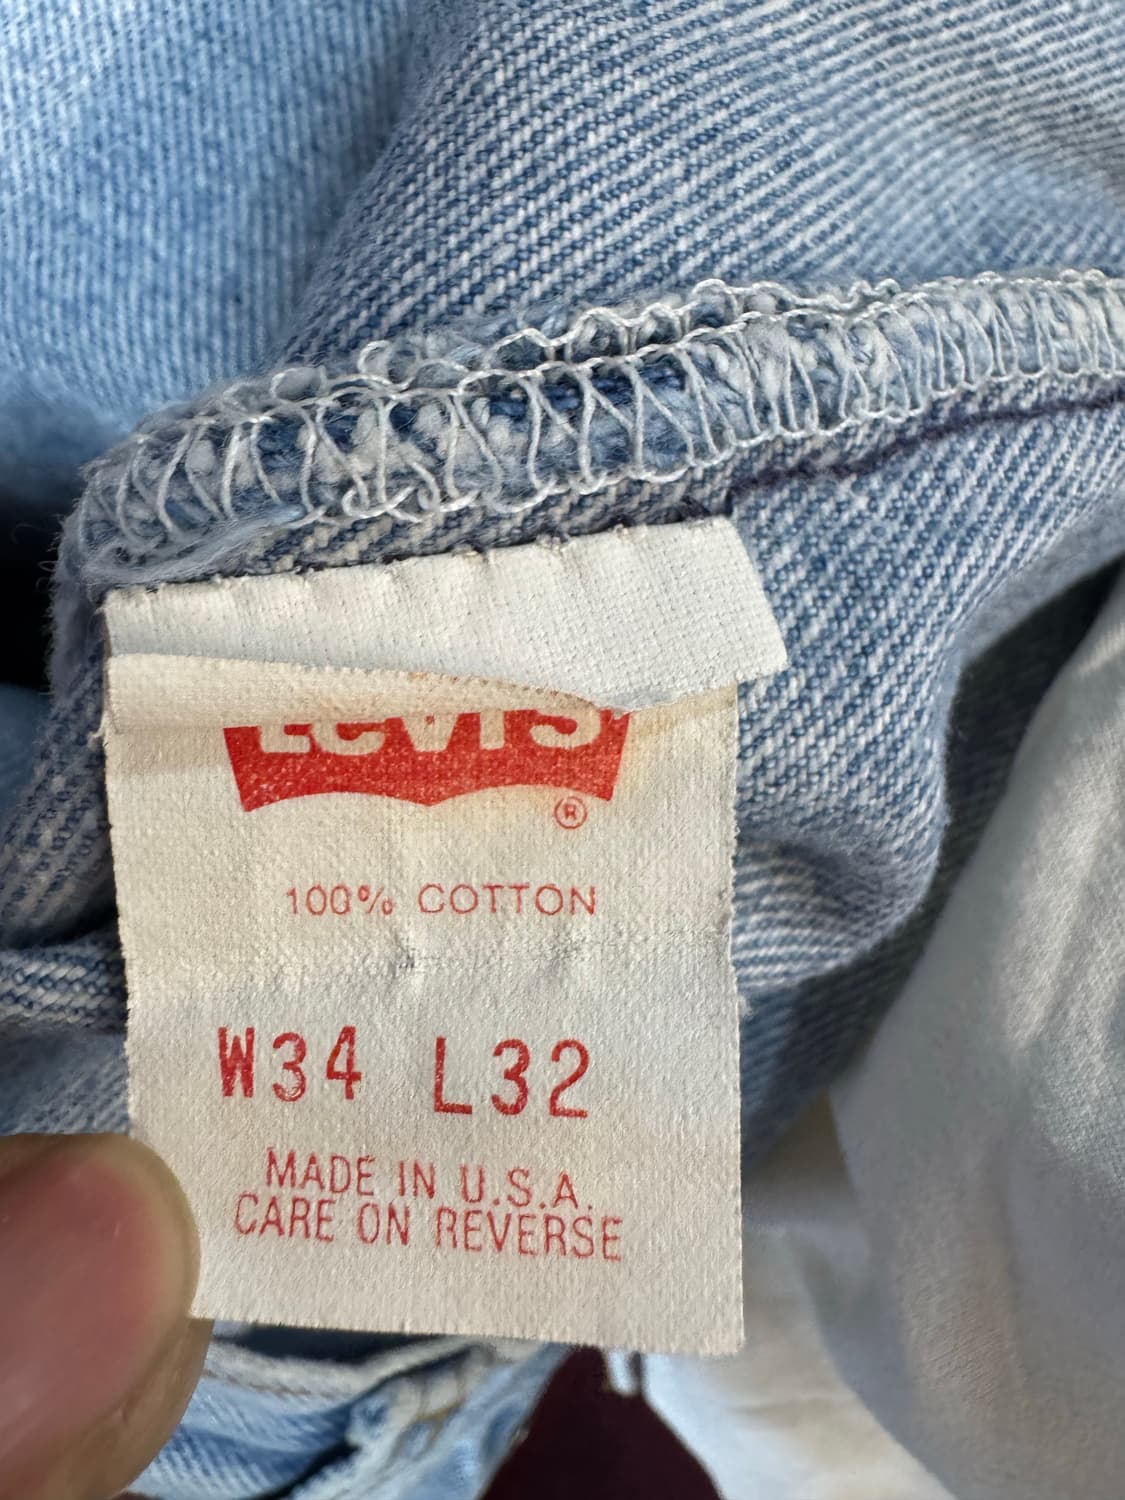 Levi's
®
100% COTTON
W34 L32
MADE IN U.S.A.
CARE ON REVERSE